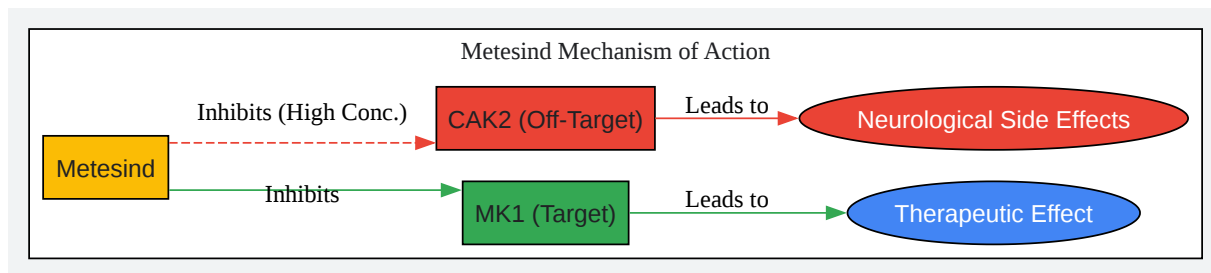 Metesind Mechanism of Action
Inhibits (High Conc.)
CAK2 (Off-Target)
Leads to
Neurological Side Effects
Metesind
Inhibits
MK1 (Target)
Leads to
Therapeutic Effect